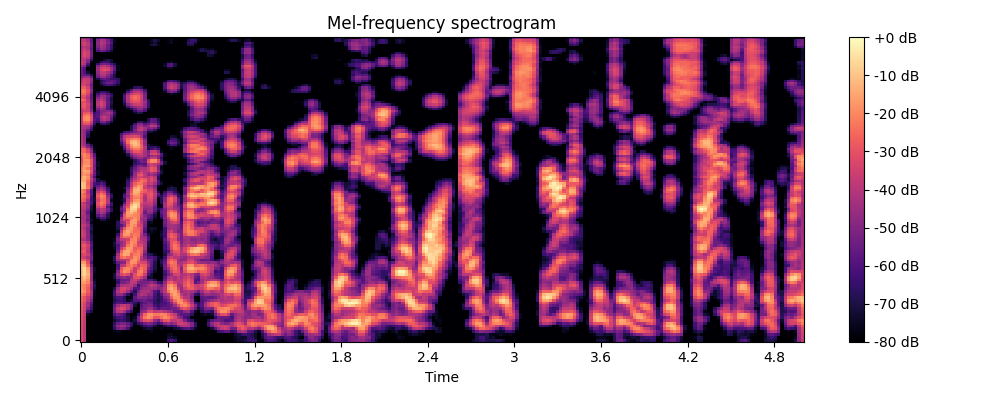 Mel-frequency spectrogram
+0 dB
4096
-10 dB
-20 dB
2048
-30 dB
Hz
-40 dB
1024
-50 dB
512
-60 dB
-70 dB
0
-80 dB
0 0.6 1.2 1.8 2.4 3 3.6 4.2 4.8
Time